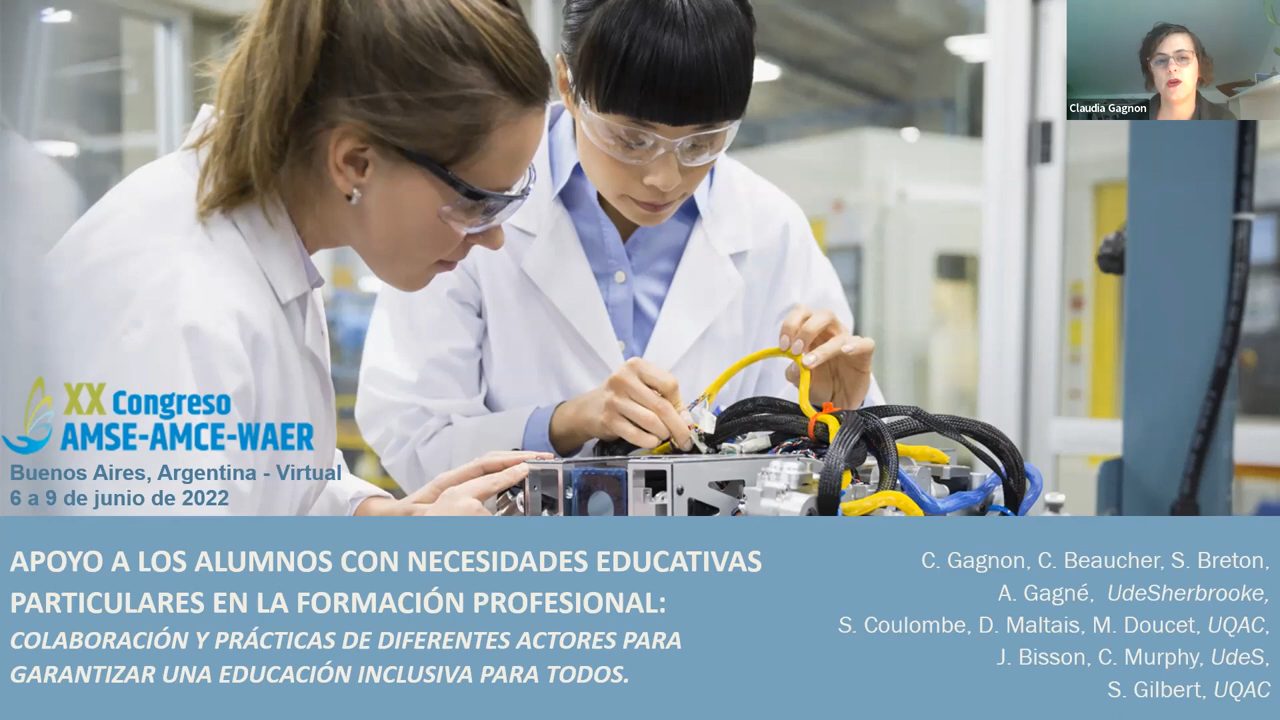 Claudia Gagnon
XX Congreso
AMSE-AMCE-WAER
Buenos Aires, Argentina - Virtual
6 a 9 de junio de 2022
APOYO A LOS ALUMNOS CON NECESIDADES EDUCATIVAS
PARTICULARES EN LA FORMACIÓN PROFESIONAL:
COLABORACIÓN Y PRÁCTICAS DE DIFERENTES ACTORES PARA
GARANTIZAR UNA EDUCACIÓN INCLUSIVA PARA TODOS.
C. Gagnon, C. Beaucher, S. Breton,
A. Gagné, UdeSherbrooke,
S. Coulombe, D. Maltais, M. Doucet, UQAC,
J. Bisson, C. Murphy, UdeS,
S. Gilbert, UQAC